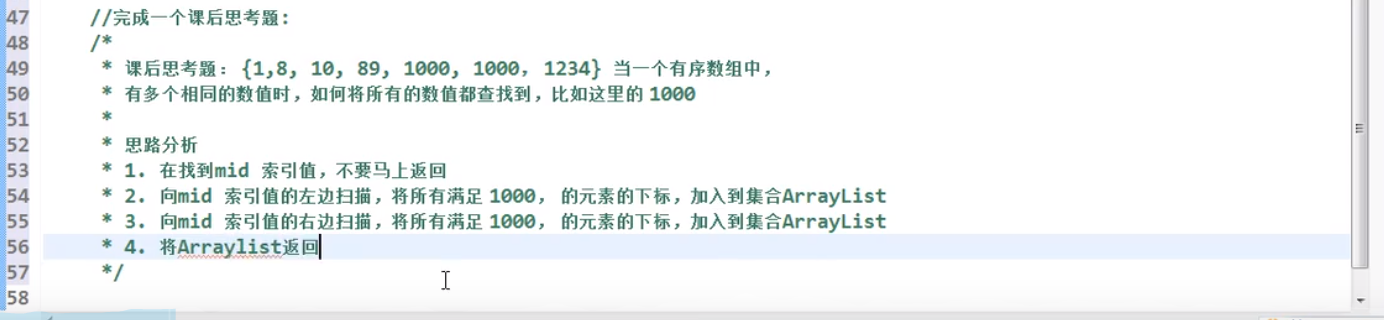 47 //完成一个课后思考题:
48 /*
49 * 课后思考题: {1,8, 10, 89, 1000, 1000, 1234} 当一个有序数组中,
50 * 有多个相同的数值时,如何将所有的数值都查找到,比如这里的 1000
51 *
52 * 思路分析
53 * 1. 在找到mid 索引值,不要马上返回
54 * 2. 向mid 索引值的左边扫描,将所有满足 1000, 的元素的下标,加入到集合ArrayList
55 * 3. 向mid 索引值的右边扫描,将所有满足 1000, 的元素的下标,加入到集合ArrayList
56 * 4. 将Arraylist返回
57 */
58